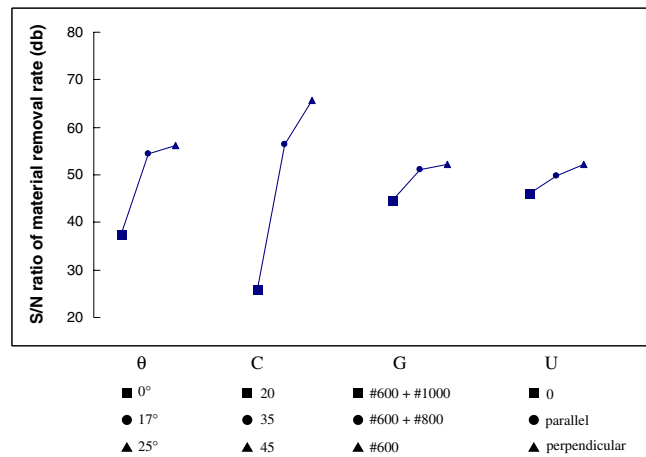 S/N ratio of material removal rate (db)
80
70
60
50
40
30
20
θ C G U
0° 20 #600 + #1000 0
17° 35 #600 + #800 parallel
25° 45 #600 perpendicular